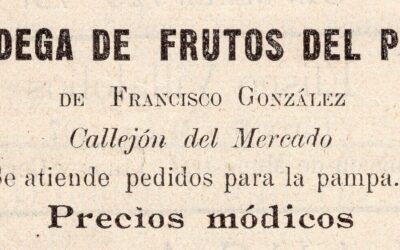 DEGA DE FRUTOS DEL P
DE FRANCISCO GONZÁLEZ
Callejón del Mercado
Se atiende pedidos para la pampa.
Precios módicos